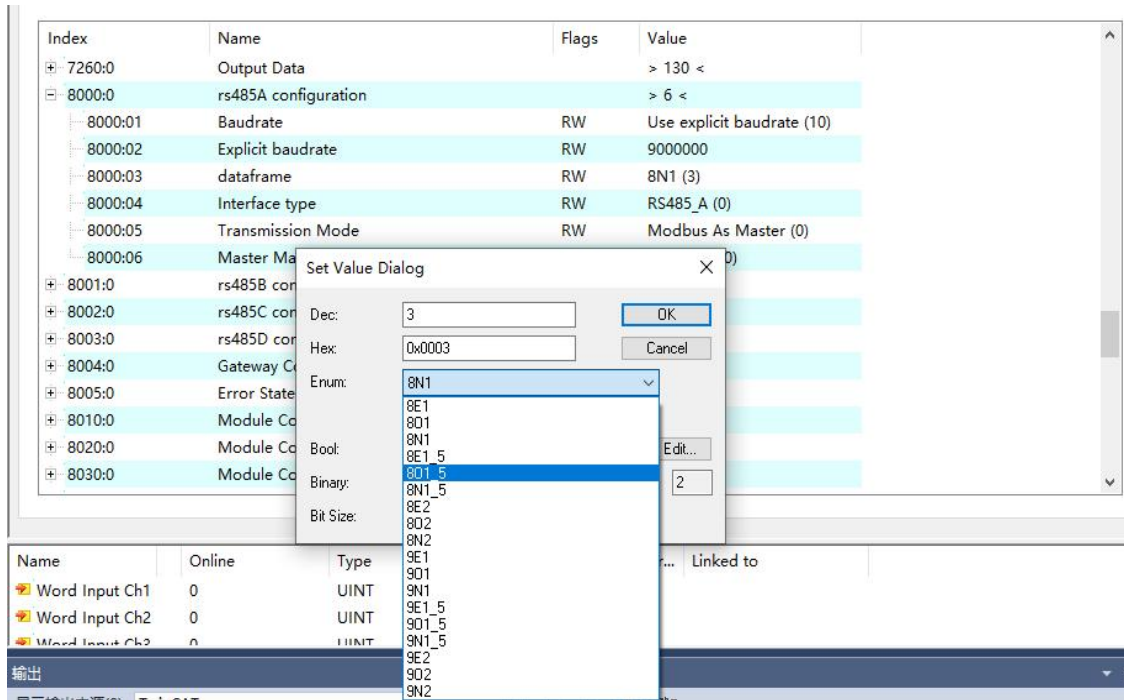 Index Name Flags Value
7260:0 Output Data > 130 <
8000:0 rs485A configuration > 6 <
8000:01 Baudrate RW Use explicit baudrate (10)
8000:02 Explicit baudrate RW 9000000
8000:03 dataframe RW 8N1 (3)
8000:04 Interface type RW RS485_A (0)
8000:05 Transmission Mode RW Modbus As Master (0)
8000:06 Master Ma 0)
8001:0 rs485B con
8002:0 rs485C con
8003:0 rs485D con
8004:0 Gateway Co
8005:0 Error State
8010:0 Module Co
8020:0 Module Co
8030:0 Module Co
Set Value Dialog
Dec: 3 OK
Hex: 0x0003 Cancel
Enum: 8N1
8E1
8O1
8N1
8E1_5
8O1_5
8N1_5
8E2
8O2
8N2
9E1
9O1
9N1
9E1_5
9O1_5
9N1_5
9E2
9O2
9N2
Bool: Edit...
Binary: 2
Bit Size:
Name Online Type r... Linked to
Word Input Ch1 0 UINT
Word Input Ch2 0 UINT
Word Input Ch3 0 UINT
输出